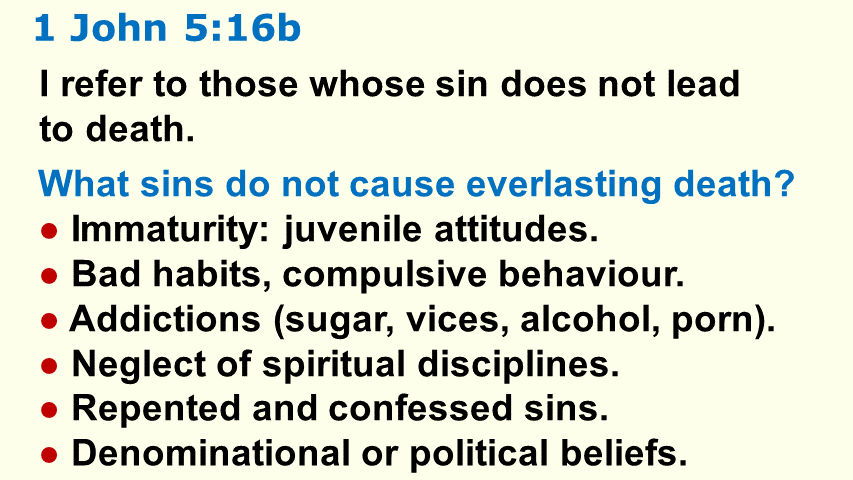 1 John 5:16b
I refer to those whose sin does not lead
to death.
What sins do not cause everlasting death?
● Immaturity: juvenile attitudes.
● Bad habits, compulsive behaviour.
● Addictions (sugar, vices, alcohol, porn).
● Neglect of spiritual disciplines.
● Repented and confessed sins.
● Denominational or political beliefs.